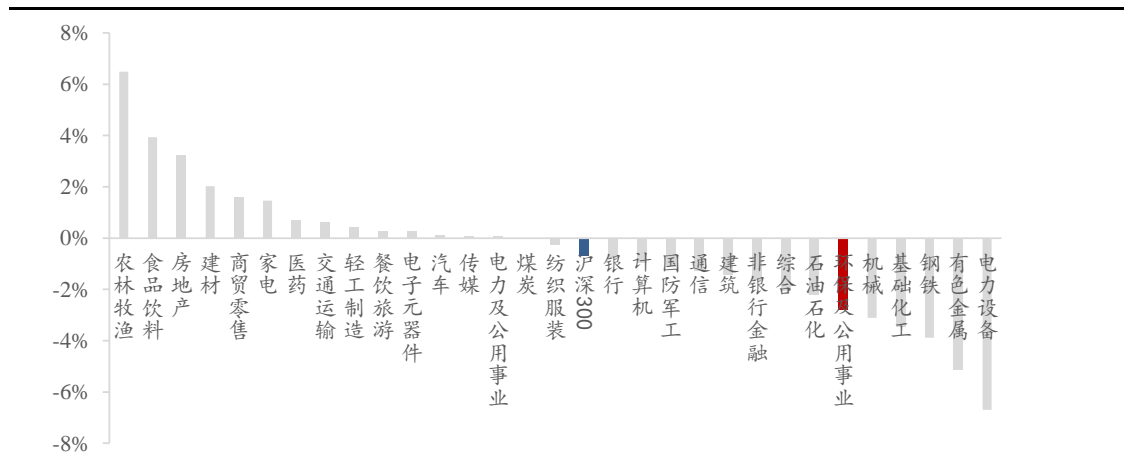 8%
6%
4%
2%
0%
-2%
-4%
-6%
-8%
农林牧渔
食品饮料
房地产
建材
商贸零售
家电
医药
交通运输
轻工制造
餐饮旅游
电子元器件
汽车
传媒
电力及公用事业
煤炭
纺织服装
沪深300
银行
计算机
国防军工
通信
建筑
非银行金融
综合
石油石化
环保及公用事业
机械
基础化工
钢铁
有色金属
电力设备